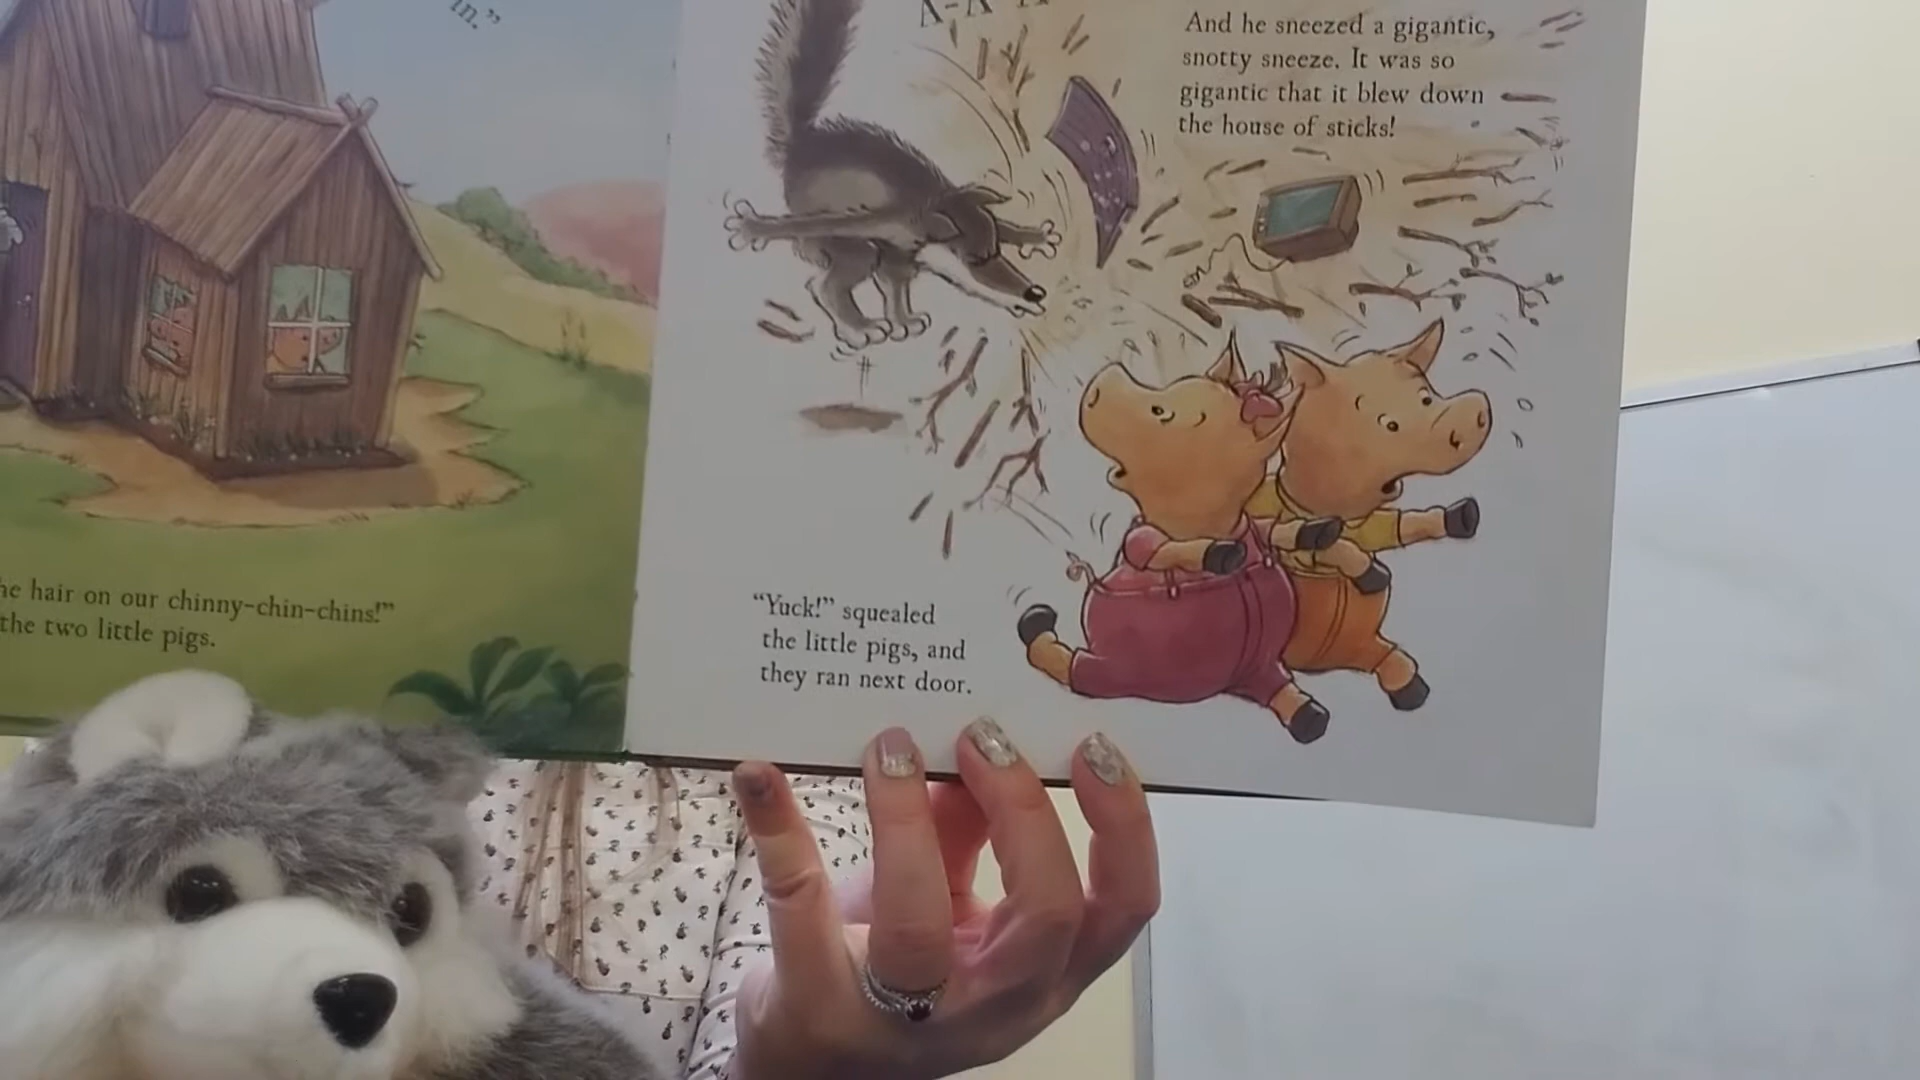 in.”
he hair on our chinny-chin-chins!”
the two little pigs.
And he sneezed a gigantic,
snotty sneeze. It was so
gigantic that it blew down
the house of sticks!
“Yuck!” squealed
the little pigs, and
they ran next door.